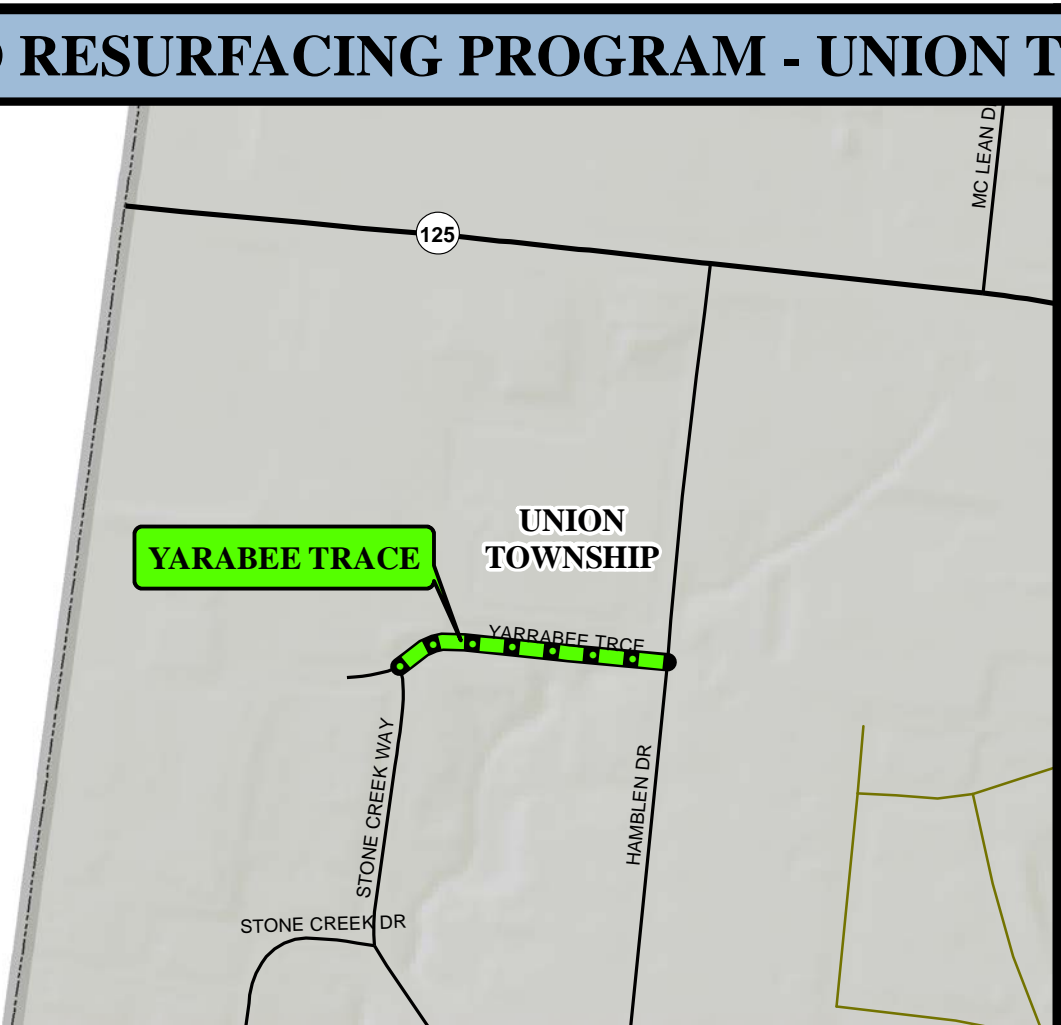 RESURFACING PROGRAM - UNION T
MC LEAN D
125
UNION
TOWNSHIP
YARABEE TRACE
YARRABEE TRCE
STONE CREEK WAY
HAMBLEN DR
STONE CREEK DR